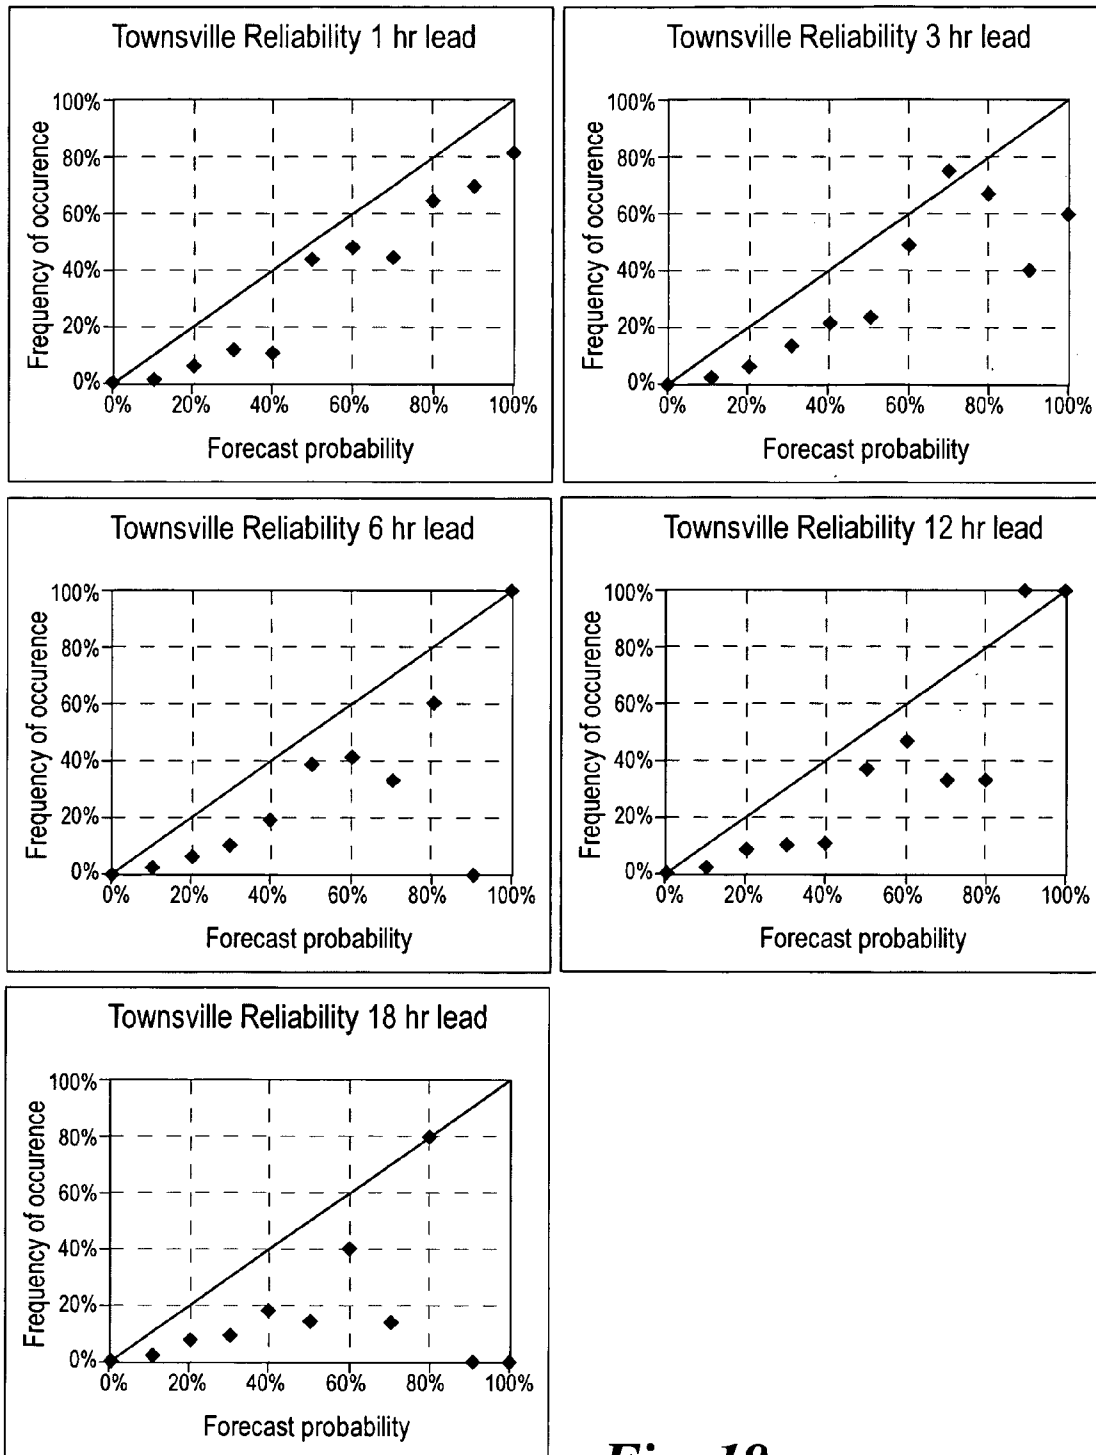 Townsville Reliability 1 hr lead
Frequency of occurence
100%
80%
60%
40%
20%
0%
0% 20% 40% 60% 80% 100%
Forecast probability
Townsville Reliability 3 hr lead
Frequency of occurence
100%
80%
60%
40%
20%
0%
0% 20% 40% 60% 80% 100%
Forecast probability
Townsville Reliability 6 hr lead
Frequency of occurence
100%
80%
60%
40%
20%
0%
0% 20% 40% 60% 80% 100%
Forecast probability
Townsville Reliability 12 hr lead
Frequency of occurence
100%
80%
60%
40%
20%
0%
0% 20% 40% 60% 80% 100%
Forecast probability
Townsville Reliability 18 hr lead
Frequency of occurence
100%
80%
60%
40%
20%
0%
0% 20% 40% 60% 80% 100%
Forecast probability